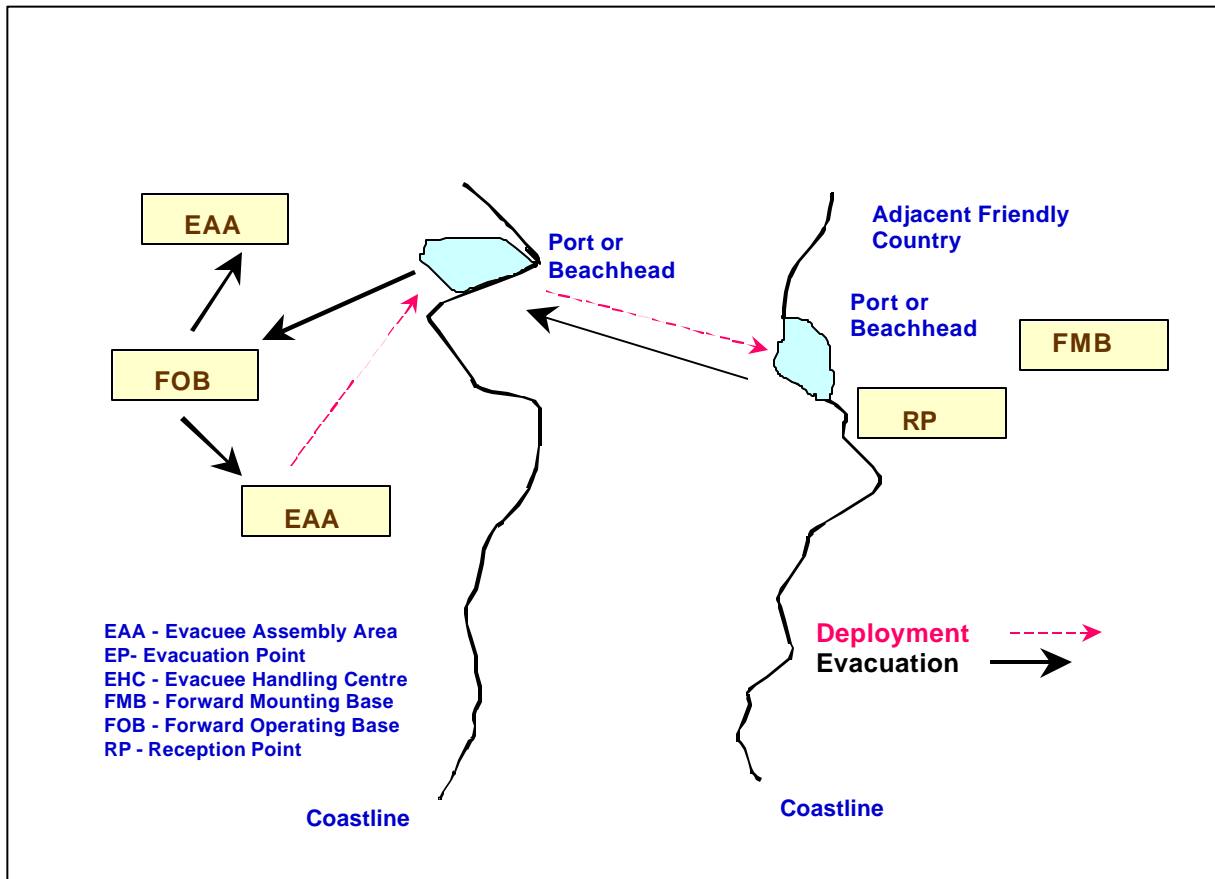 EAA
Port or
Beachhead
Adjacent Friendly
Country
Port or
Beachhead
FMB
FOB
RP
EAA
EAA - Evacuee Assembly Area
EP- Evacuation Point
EHC - Evacuee Handling Centre
FMB - Forward Mounting Base
FOB - Forward Operating Base
RP - Reception Point
Deployment
Evacuation
Coastline
Coastline